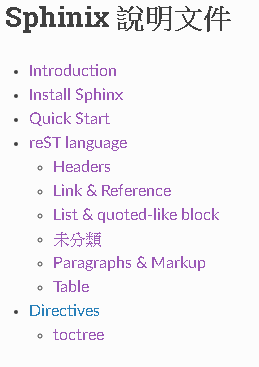 Sphinix 說明文件
Introduction
Install Sphinx
Quick Start
reST language
Headers
Link & Reference
List & quoted-like block
未分類
Paragraphs & Markup
Table
Directives
toctree